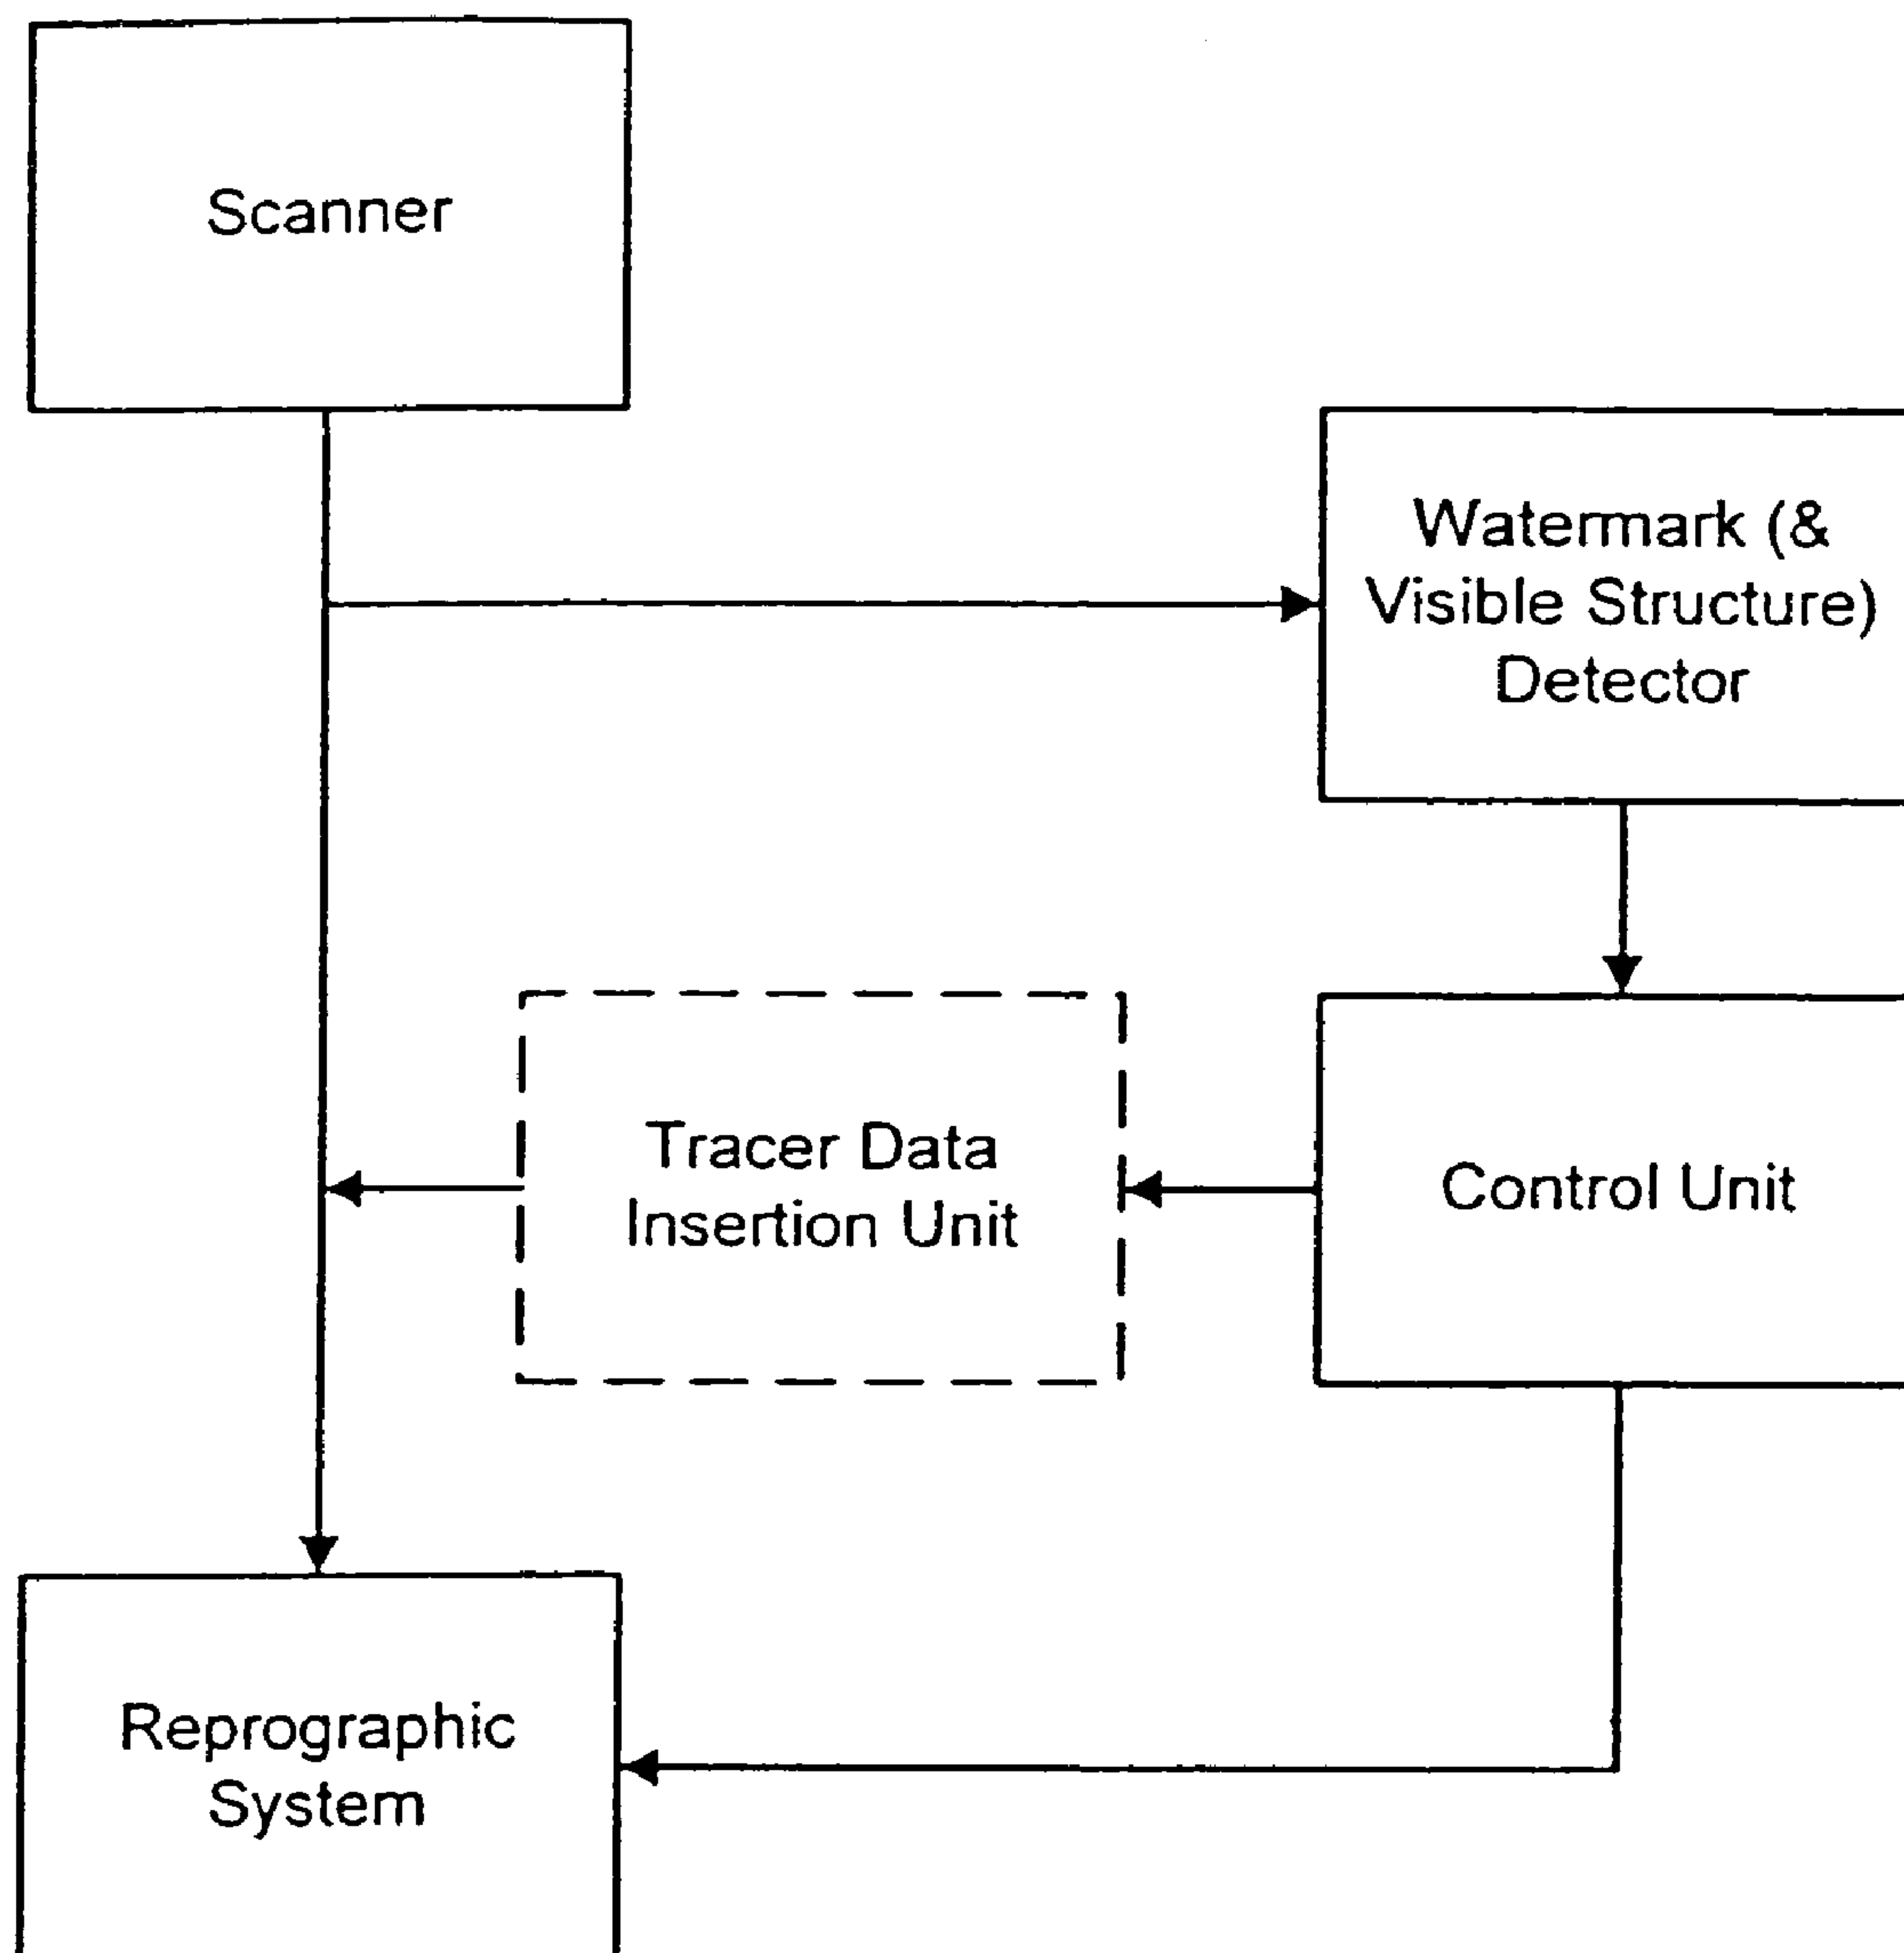 Scanner
Watermark (&
Visible Structure)
Detector
Tracer Data
Insertion Unit
Control Unit
Reprographic
System